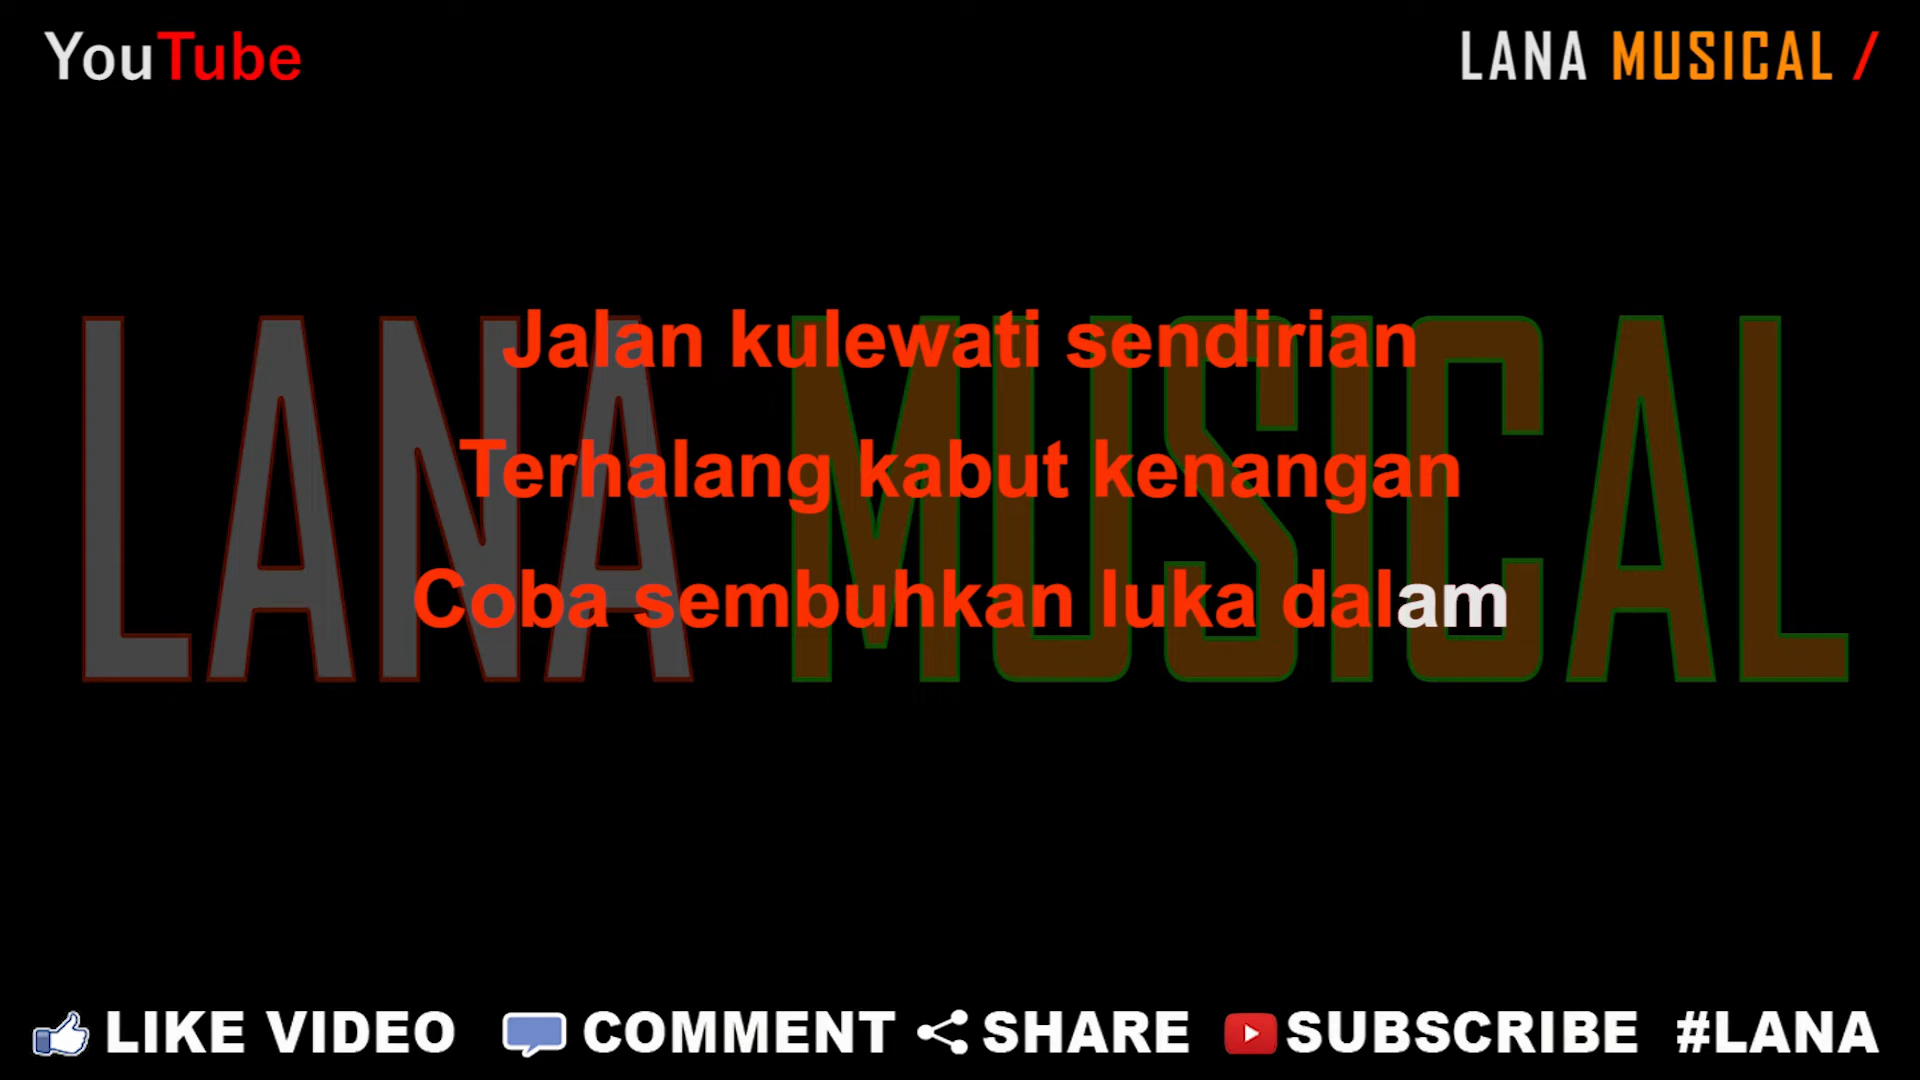 YouTube
LANA MUSICAL /
LANA MUSICAL
Jalan kulewati sendirian
Terhalang kabut kenangan
Coba sembuhkan luka dalam
LIKE VIDEO COMMENT SHARE SUBSCRIBE #LANA